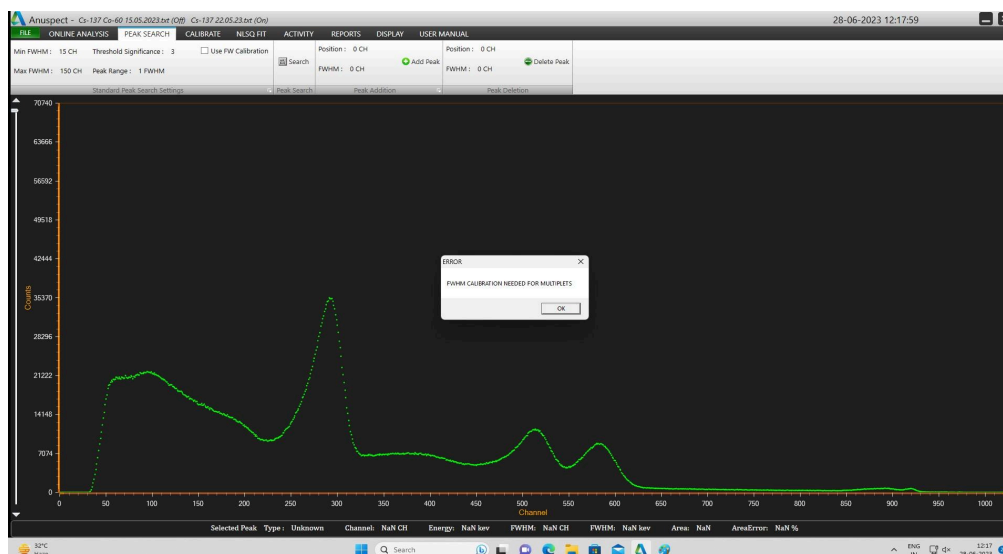 Anuspect - Cs-137 Co-60 15.05.2023.txt (Off) Cs-137 22.05.23.txt (On) 28-06-2023 12:17:59
FILE ONLINE ANALYSIS PEAK SEARCH CALIBRATE NLSQ FIT ACTIVITY REPORTS DISPLAY USER MANUAL
Min FWHM : 15 CH Threshold Significance : 3 Use FW Calibration
Max FWHM : 150 CH Peak Range : 1 FWHM
Standard Peak Search Settings
Search
Peak Search
Position : 0 CH
FWHM : 0 CH
Add Peak
Peak Addition
Position : 0 CH
FWHM : 0 CH
Delete Peak
Peak Deletion
70740
63666
56592
49518
42444
35370
28296
21222
14148
7074
0
Counts
ERROR
FWHM CALIBRATION NEEDED FOR MULTIPLETS
OK
0 50 100 150 200 250 300 350 400 450 500 550 600 650 700 750 800 850 900 950 1000
Channel
Selected Peak Type : Unknown Channel: NaN CH Energy: NaN kev FWHM: NaN CH FWHM: NaN kev Area: NaN AreaError: NaN %
32°C
Search
ENG
IN
12:17
28-06-2023